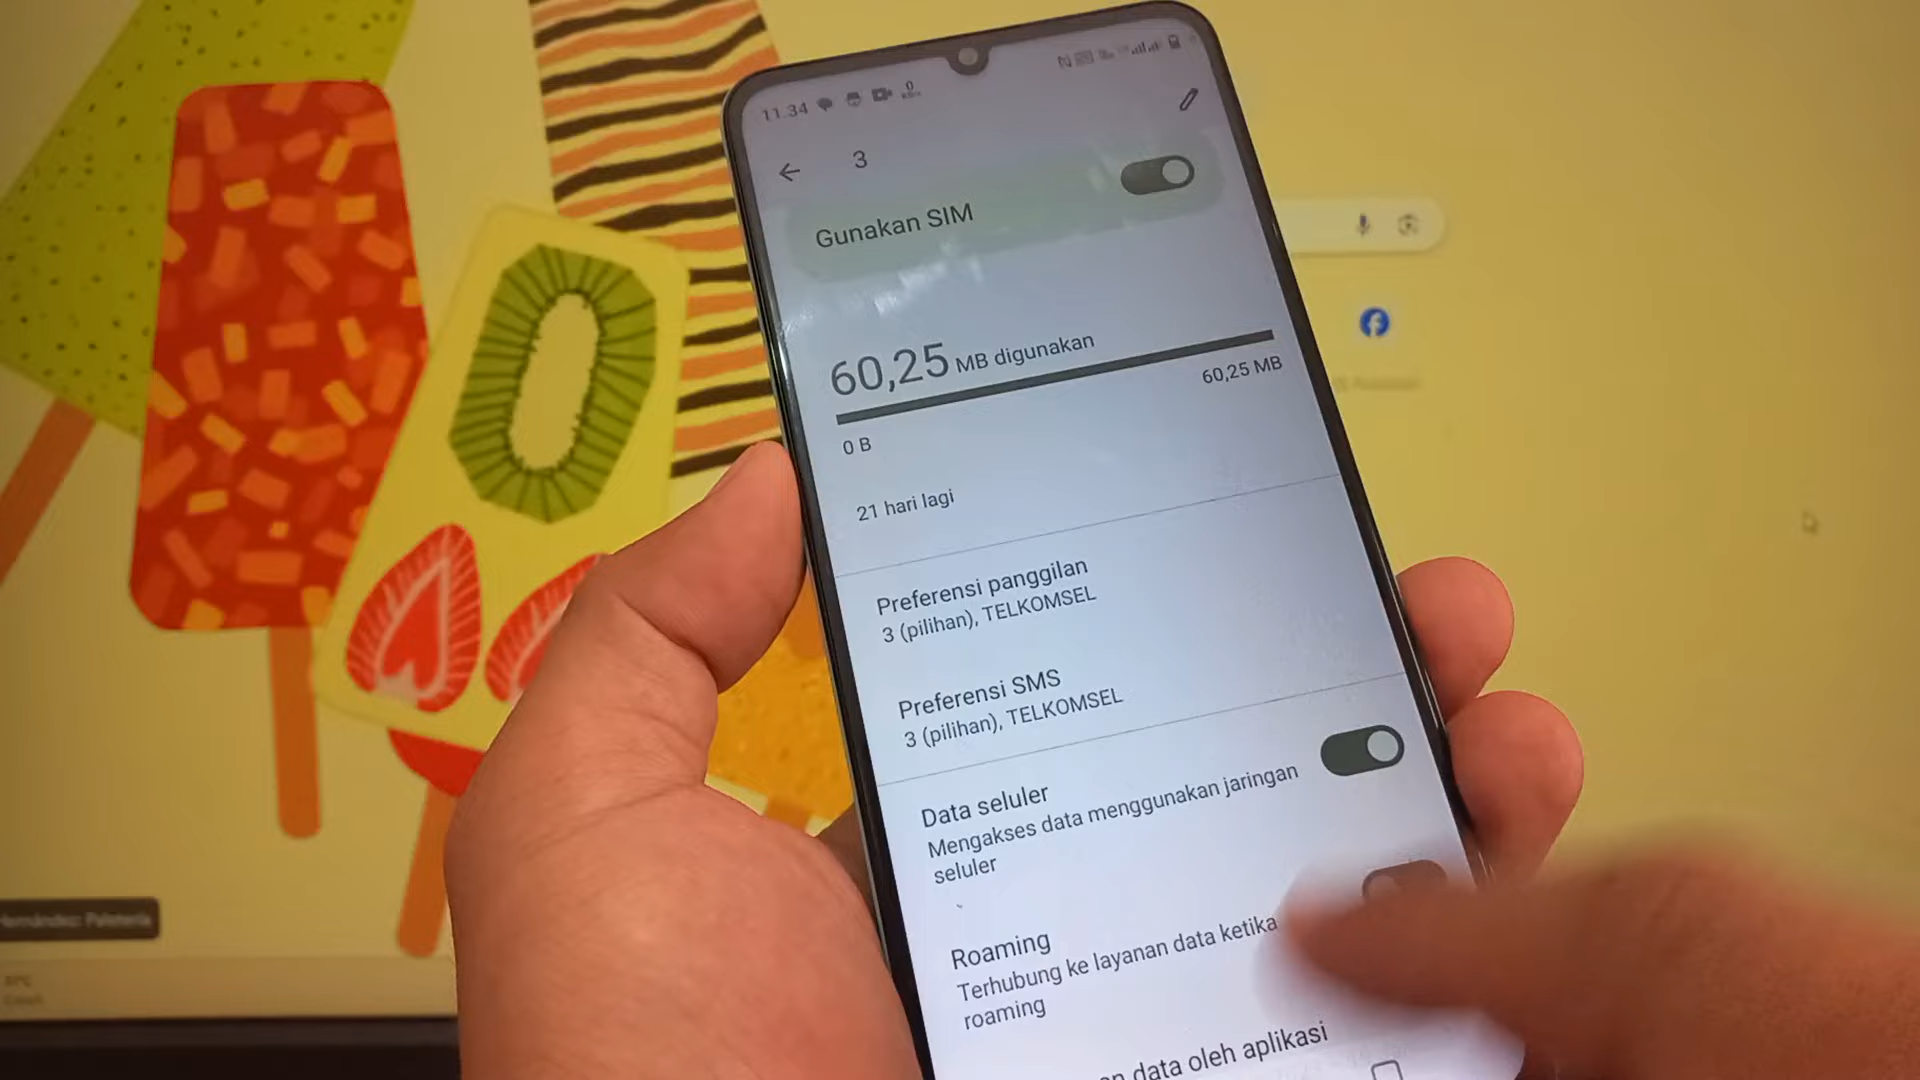 11.34
0
3
Gunakan SIM
60,25 MB digunakan
60,25 MB
0 B
21 hari lagi
Preferensi panggilan
3 (pilihan), TELKOMSEL
Preferensi SMS
3 (pilihan), TELKOMSEL
Data seluler
Mengakses data menggunakan jaringan
seluler
Roaming
Terhubung ke layanan data ketika
roaming
data oleh aplikasi